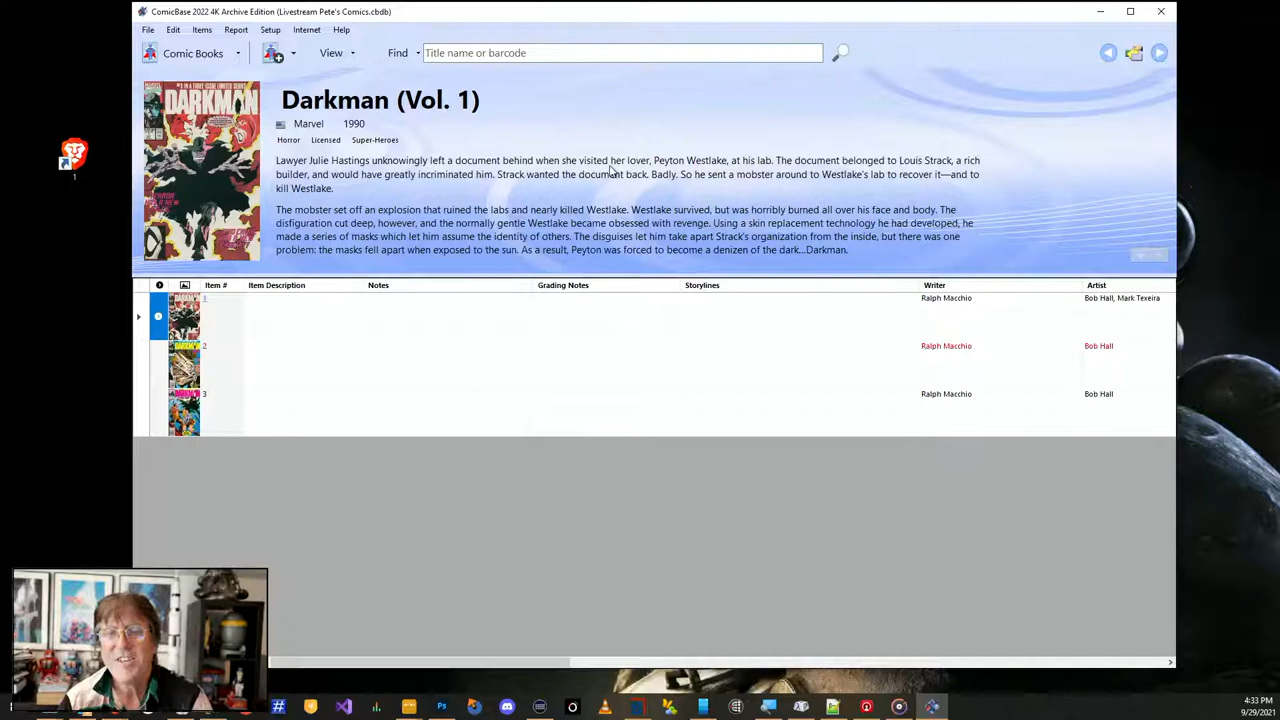 ComicBase 2022 4K Archive Edition (Livestream Pete's Comics.cbdb)
File Edit Items Report Setup Internet Help
Comic Books View Find Title name or barcode
Darkman (Vol. 1)
Marvel 1990
Horror Licensed Super-Heroes
Lawyer Julie Hastings unknowingly left a document behind when she visited her lover, Peyton Westlake, at his lab. The document belonged to Louis Strack, a rich
builder, and would have greatly incriminated him. Strack wanted the document back. Badly. So he sent a mobster around to Westlake's lab to recover it—and to
kill Westlake.
The mobster set off an explosion that ruined the labs and nearly killed Westlake. Westlake survived, but was horribly burned all over his face and body. The
disfiguration cut deep, however, and the normally gentle Westlake became obsessed with revenge. Using a skin replacement technology he had developed, he
made a series of masks which let him assume the identity of others. The disguises let him take apart Strack's organization from the inside, but there was one
problem: the masks fell apart when exposed to the sun. As a result, Peyton was forced to become a denizen of the dark...Darkman.
DARKMAN
Item # Item Description Notes Grading Notes Storylines Writer Artist
1 Ralph Macchio Bob Hall, Mark Texeira
2 Ralph Macchio Bob Hall
3 Ralph Macchio Bob Hall
1
4:33 PM
9/29/2021